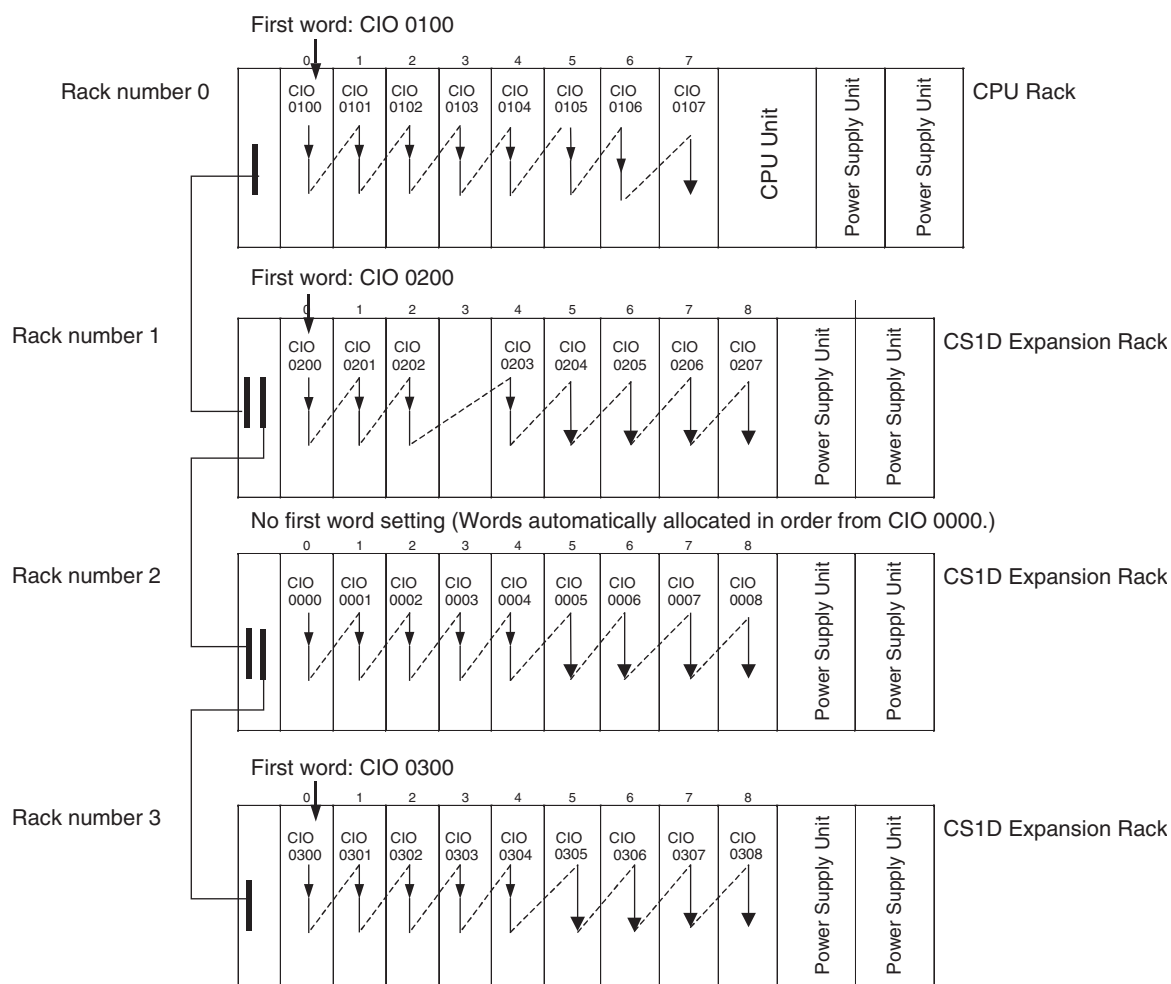 First word: CIO 0100
0 1 2 3 4 5 6 7
Rack number 0
CIO 0100
CIO 0101
CIO 0102
CIO 0103
CIO 0104
CIO 0105
CIO 0106
CIO 0107
CPU Unit
Power Supply Unit
Power Supply Unit
CPU Rack
First word: CIO 0200
0 1 2 3 4 5 6 7 8
Rack number 1
CIO 0200
CIO 0201
CIO 0202
CIO 0203
CIO 0204
CIO 0205
CIO 0206
CIO 0207
Power Supply Unit
Power Supply Unit
CS1D Expansion Rack
No first word setting (Words automatically allocated in order from CIO 0000.)
0 1 2 3 4 5 6 7 8
Rack number 2
CIO 0000
CIO 0001
CIO 0002
CIO 0003
CIO 0004
CIO 0005
CIO 0006
CIO 0007
CIO 0008
Power Supply Unit
Power Supply Unit
CS1D Expansion Rack
First word: CIO 0300
0 1 2 3 4 5 6 7 8
Rack number 3
CIO 0300
CIO 0301
CIO 0302
CIO 0303
CIO 0304
CIO 0305
CIO 0306
CIO 0307
CIO 0308
Power Supply Unit
Power Supply Unit
CS1D Expansion Rack